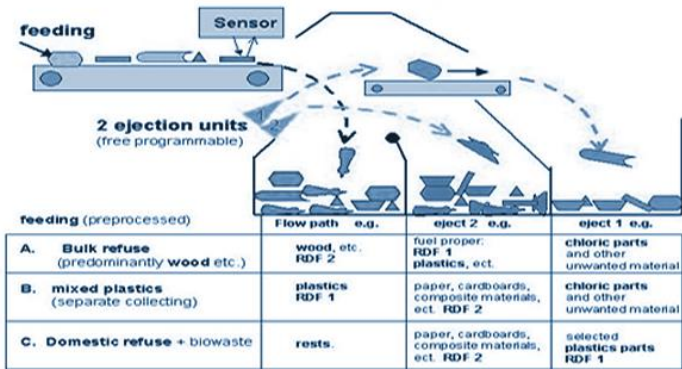 Sensor
feeding
1
2
2 ejection units
(free programmable)
feeding (preprocessed)
Flow path e.g.
eject 2 e.g.
eject 1 e.g.
A. Bulk refuse
(predominantly wood etc.)
wood, etc.
RDF 2
fuel proper:
RDF 1
plastics, ect.
chloric parts
and other
unwanted material
B. mixed plastics
(separate collecting)
plastics
RDF 1
paper, cardboards,
composite materials,
ect. RDF 2
chloric parts
and other
unwanted material
C. Domestic refuse + biowaste
rests.
paper, cardboards,
composite materials,
ect. RDF 2
selected
plastics parts
RDF 1